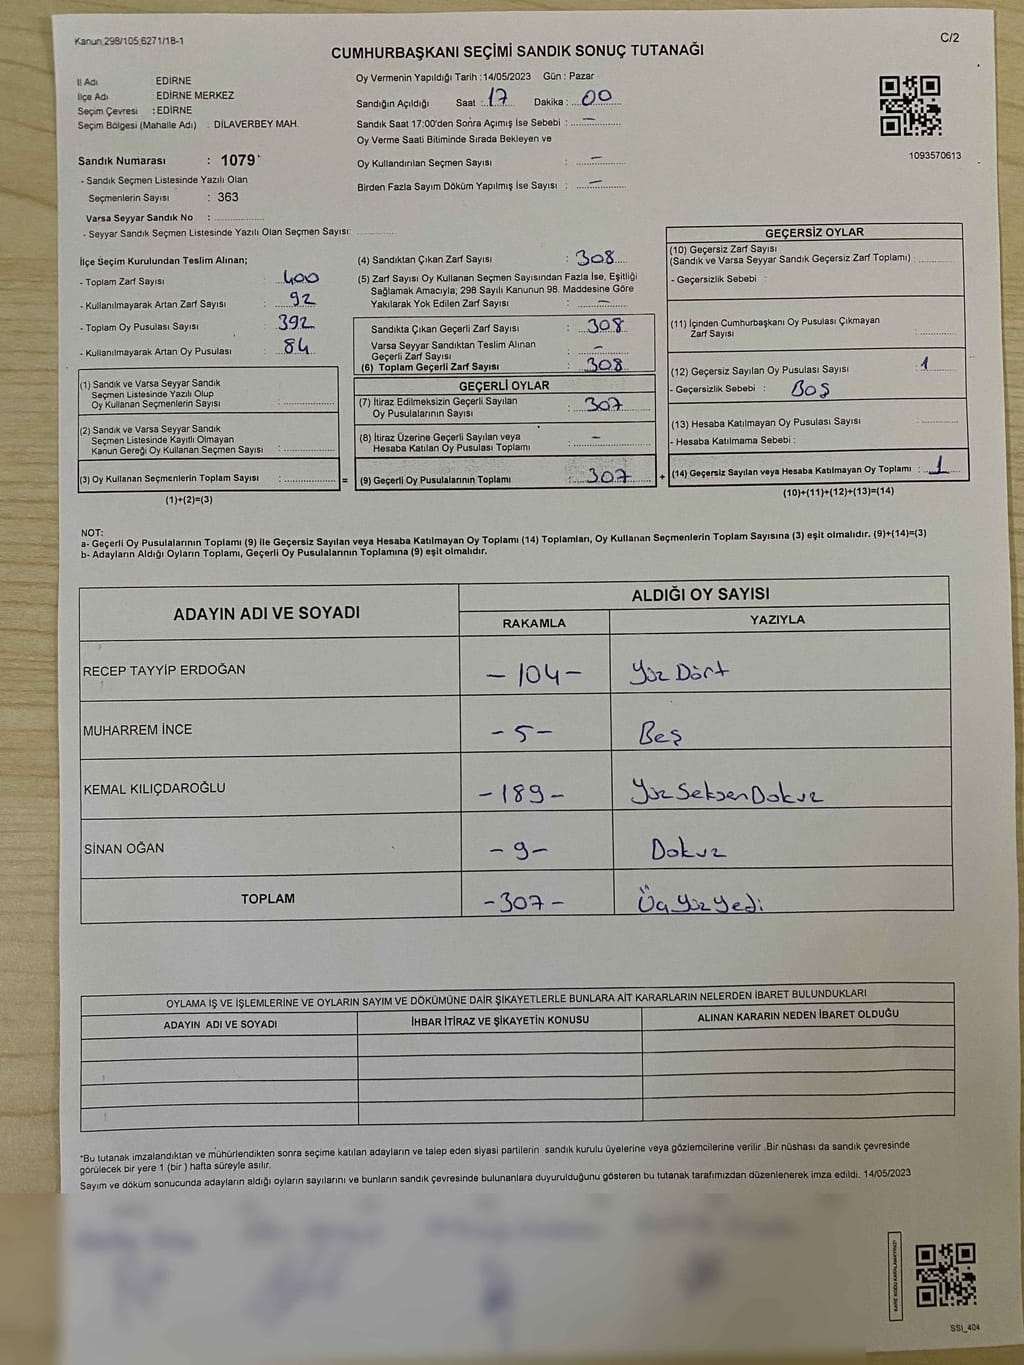 Kanun 298/105,6271/18-1
C/2
CUMHURBAŞKANI SEÇİMİ SANDIK SONUÇ TUTANAĞI
İl Adı EDİRNE
İlçe Adı EDİRNE MERKEZ
Seçim Çevresi : EDİRNE
Seçim Bölgesi (Mahalle Adı) : DİLAVERBEY MAH.
Sandık Numarası : 1079
- Sandık Seçmen Listesinde Yazılı Olan
Seçmenlerin Sayısı : 363
Varsa Seyyar Sandık No : ................
- Seyyar Sandık Seçmen Listesinde Yazılı Olan Seçmen Sayısı: ............
Oy Vermenin Yapıldığı Tarih :14/05/2023 Gün : Pazar
Sandığın Açıldığı Saat : 17 Dakika : 00
Sandık Saat 17:00'den Sonra Açımış İse Sebebi : -
Oy Verme Saati Bitiminde Sırada Bekleyen ve
Oy Kullandırılan Seçmen Sayısı : -
Birden Fazla Sayım Döküm Yapılmış İse Sayısı : -
1093570613
İlçe Seçim Kurulundan Teslim Alınan;
- Toplam Zarf Sayısı : 400
- Kullanılmayarak Artan Zarf Sayısı : 92
- Toplam Oy Pusulası Sayısı : 392
- Kullanılmayarak Artan Oy Pusulası : 84
(1) Sandık ve Varsa Seyyar Sandık
Seçmen Listesinde Yazılı Olup
Oy Kullanan Seçmenlerin Sayısı : ................
(2) Sandık ve Varsa Seyyar Sandık
Seçmen Listesinde Kayıtlı Olmayan
Kanun Gereği Oy Kullanan Seçmen Sayısı : ................
(3) Oy Kullanan Seçmenlerin Toplam Sayısı : ................ =
(1)+(2)=(3)
(4) Sandıktan Çıkan Zarf Sayısı : 308
(5) Zarf Sayısı Oy Kullanan Seçmen Sayısından Fazla İse, Eşitliği
Sağlamak Amacıyla; 298 Sayılı Kanunun 98. Maddesine Göre
Yakılarak Yok Edilen Zarf Sayısı : -
Sandıkta Çıkan Geçerli Zarf Sayısı : 308
Varsa Seyyar Sandıktan Teslim Alınan
Geçerli Zarf Sayısı : -
(6) Toplam Geçerli Zarf Sayısı : 308
GEÇERLİ OYLAR
(7) İtiraz Edilmeksizin Geçerli Sayılan
Oy Pusulalarının Sayısı : 307
(8) İtiraz Üzerine Geçerli Sayılan veya
Hesaba Katılan Oy Pusulası Toplamı : -
(9) Geçerli Oy Pusulalarının Toplamı : 307 +
GEÇERSİZ OYLAR
(10) Geçersiz Zarf Sayısı
(Sandık ve Varsa Seyyar Sandık Geçersiz Zarf Toplamı) : ............
- Geçersizlik Sebebi :
(11) İçinden Cumhurbaşkanı Oy Pusulası Çıkmayan
Zarf Sayısı : ............
(12) Geçersiz Sayılan Oy Pusulası Sayısı : 1
- Geçersizlik Sebebi : Boş
(13) Hesaba Katılmayan Oy Pusulası Sayısı : ............
- Hesaba Katılmama Sebebi :
(14) Geçersiz Sayılan veya Hesaba Katılmayan Oy Toplamı : 1
(10)+(11)+(12)+(13)=(14)
NOT:
a- Geçerli Oy Pusulalarının Toplamı (9) ile Geçersiz Sayılan veya Hesaba Katılmayan Oy Toplamı (14) Toplamları, Oy Kullanan Seçmenlerin Toplam Sayısına (3) eşit olmalıdır. (9)+(14)=(3)
b- Adayların Aldığı Oyların Toplamı, Geçerli Oy Pusulalarının Toplamına (9) eşit olmalıdır.
ADAYIN ADI VE SOYADI
ALDIĞI OY SAYISI
RAKAMLA YAZIYLA
RECEP TAYYİP ERDOĞAN - 104 - Yüz Dört
MUHARREM İNCE - 5 - Beş
KEMAL KILIÇDAROĞLU - 189 - Yüz Seksen Dokuz
SİNAN OĞAN - 9 - Dokuz
TOPLAM - 307 - Üç Yüz Yedi
OYLAMA İŞ VE İŞLEMLERİNE VE OYLARIN SAYIM VE DÖKÜMÜNE DAİR ŞİKAYETLERLE BUNLARA AİT KARARLARIN NELERDEN İBARET BULUNDUKLARI
ADAYIN ADI VE SOYADI İHBAR İTİRAZ VE ŞİKAYETİN KONUSU ALINAN KARARIN NEDEN İBARET OLDUĞU
*Bu tutanak imzalandıktan ve mühürlendikten sonra seçime katılan adayların ve talep eden siyasi partilerin sandık kurulu üyelerine veya gözlemcilerine verilir .Bir nüshası da sandık çevresinde
görülecek bir yere 1 (bir ) hafta süreyle asılır.
Sayım ve döküm sonucunda adayların aldığı oyların sayılarını ve bunların sandık çevresinde bulunanlara duyurulduğunu gösteren bu tutanak tarafımızdan düzenlenerek imza edildi. 14/05/2023
SSI_404